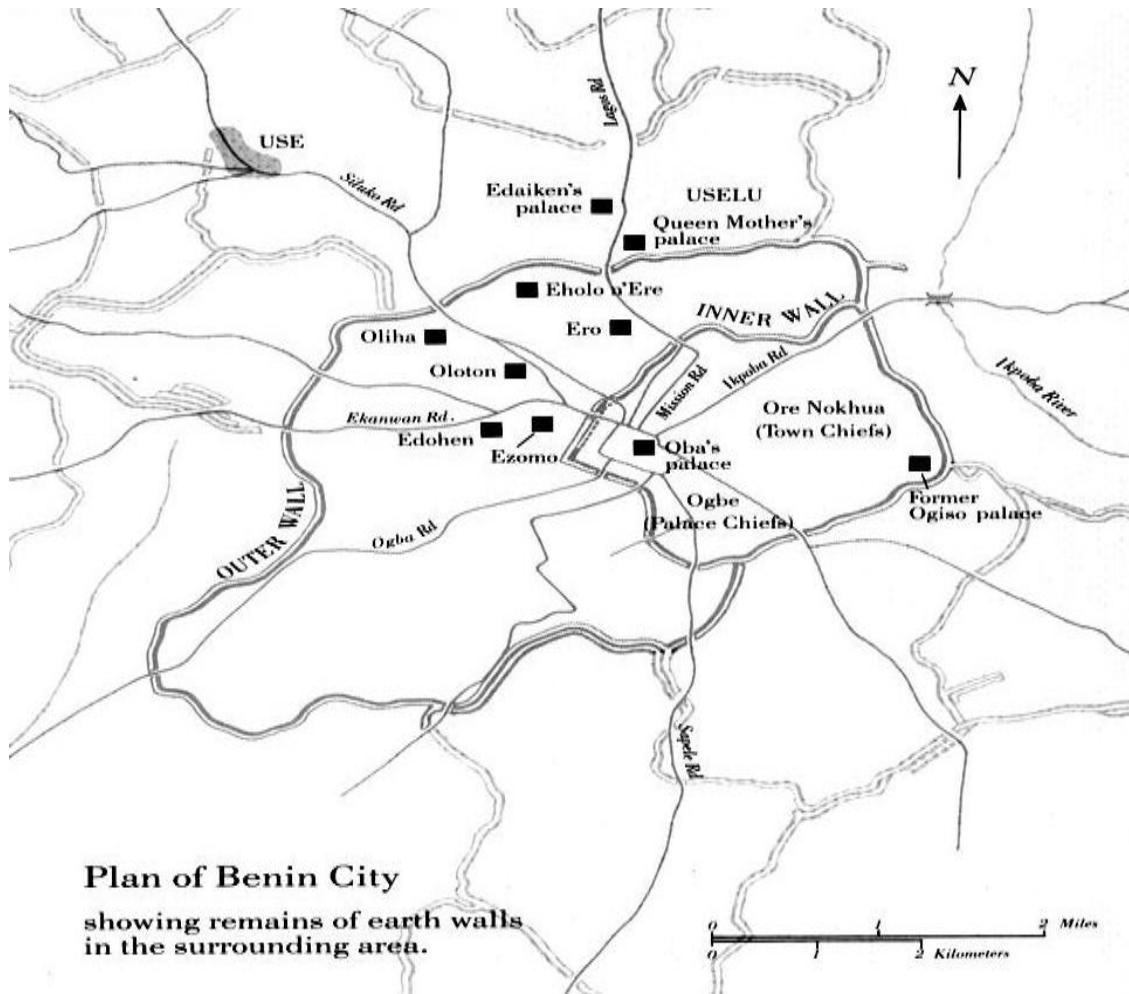 N
Lagos Rd
USE
Siluko Rd
Edaiken's
palace
USELU
Queen Mother's
palace
Eholo n'Ere
INNER WALL
Ero
Oliha
Oloton
Mission Rd
Ikpoba Rd
Ikpoba River
Ekanwan Rd.
Edohen
Ezomo
Ore Nokhua
(Town Chiefs)
Oba's
palace
Ogbe
(Palace Chiefs)
Former
Ogiso palace
OUTER WALL
Ogba Rd
Sapele Rd
Plan of Benin City
showing remains of earth walls
in the surrounding area.
0 1 2 Miles
0 1 2 Kilometers